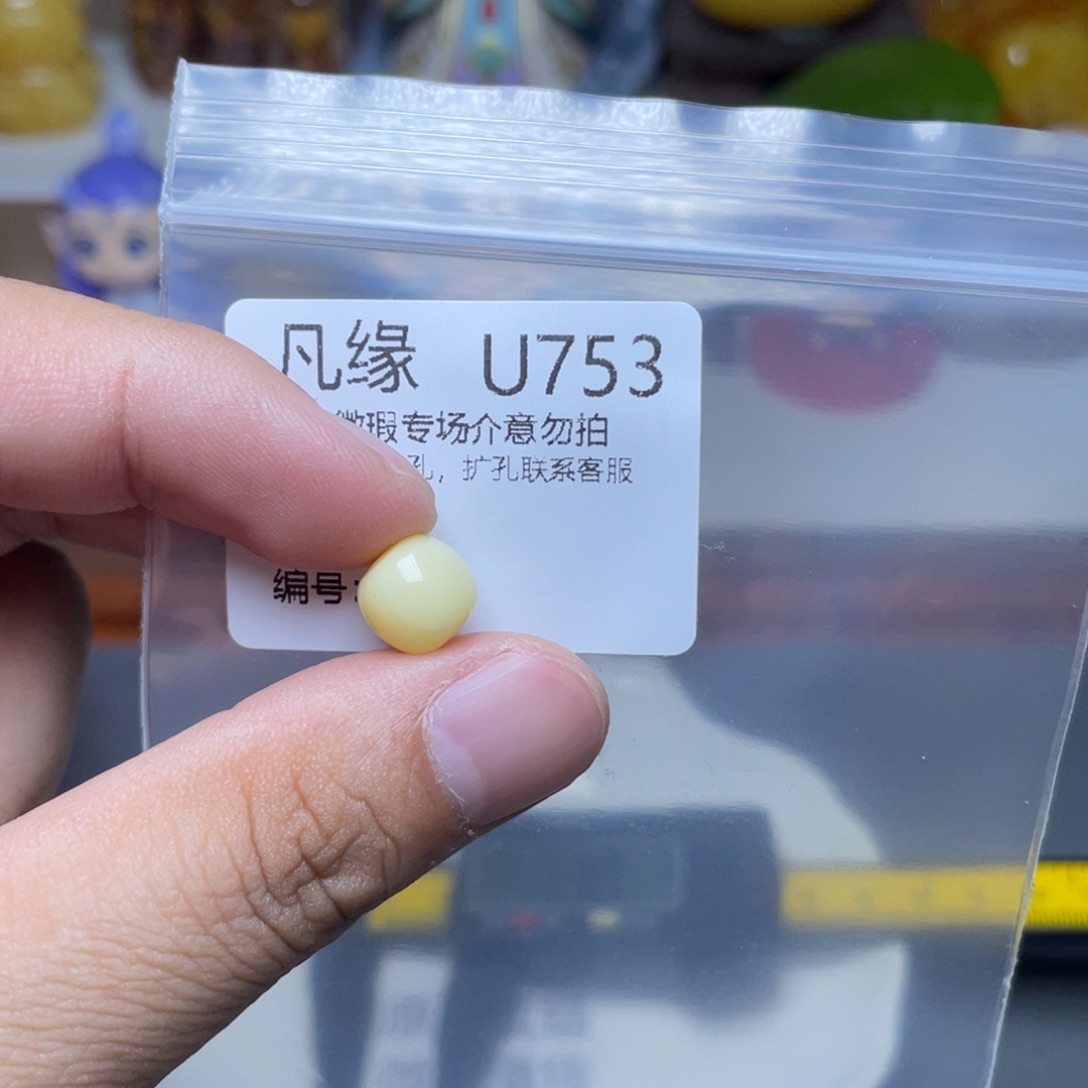 凡缘 U753
微瑕专场介意勿拍
孔，扩孔联系客服
编号: